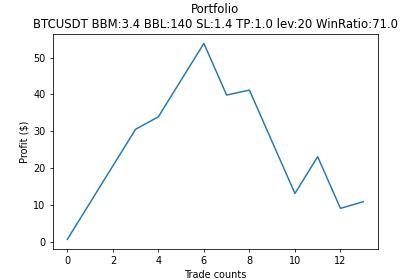 Portfolio
BTCUSDT BBM:3.4 BBL:140 SL:1.4 TP:1.0 lev:20 WinRatio:71.0
50
40
30
20
10
0
Profit ($)
0 2 4 6 8 10 12
Trade counts